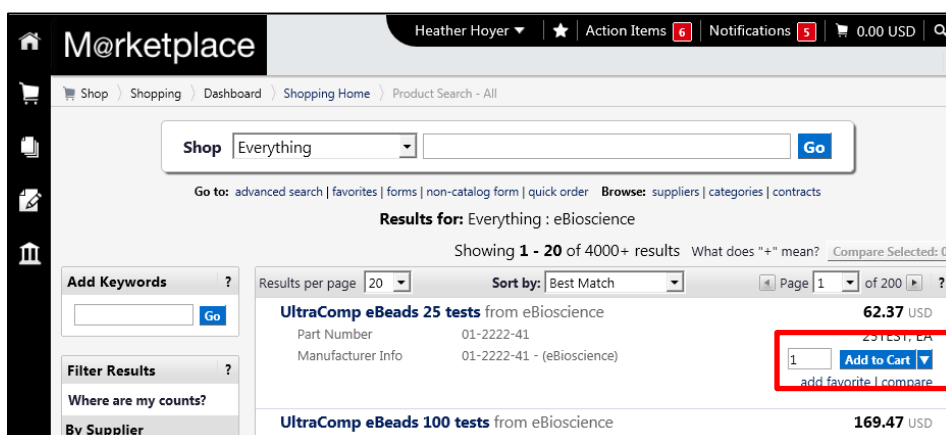 M@rketplace
Heather Hoyer
Action Items 6
Notifications 5
0.00 USD
Shop
Shopping
Dashboard
Shopping Home
Product Search - All
Shop Everything Go
Go to: advanced search | favorites | forms | non-catalog form | quick order Browse: suppliers | categories | contracts
Results for: Everything : eBioscience
Showing 1 - 20 of 4000+ results What does "+" mean? Compare Selected: 0
Add Keywords ?
Go
Filter Results ?
Where are my counts?
By Supplier
Results per page 20 Sort by: Best Match Page 1 of 200 ?
UltraComp eBeads 25 tests from eBioscience 62.37 USD
Part Number 01-2222-41 25TEST, EA
Manufacturer Info 01-2222-41 - (eBioscience) 1 Add to Cart
add favorite | compare
UltraComp eBeads 100 tests from eBioscience 169.47 USD